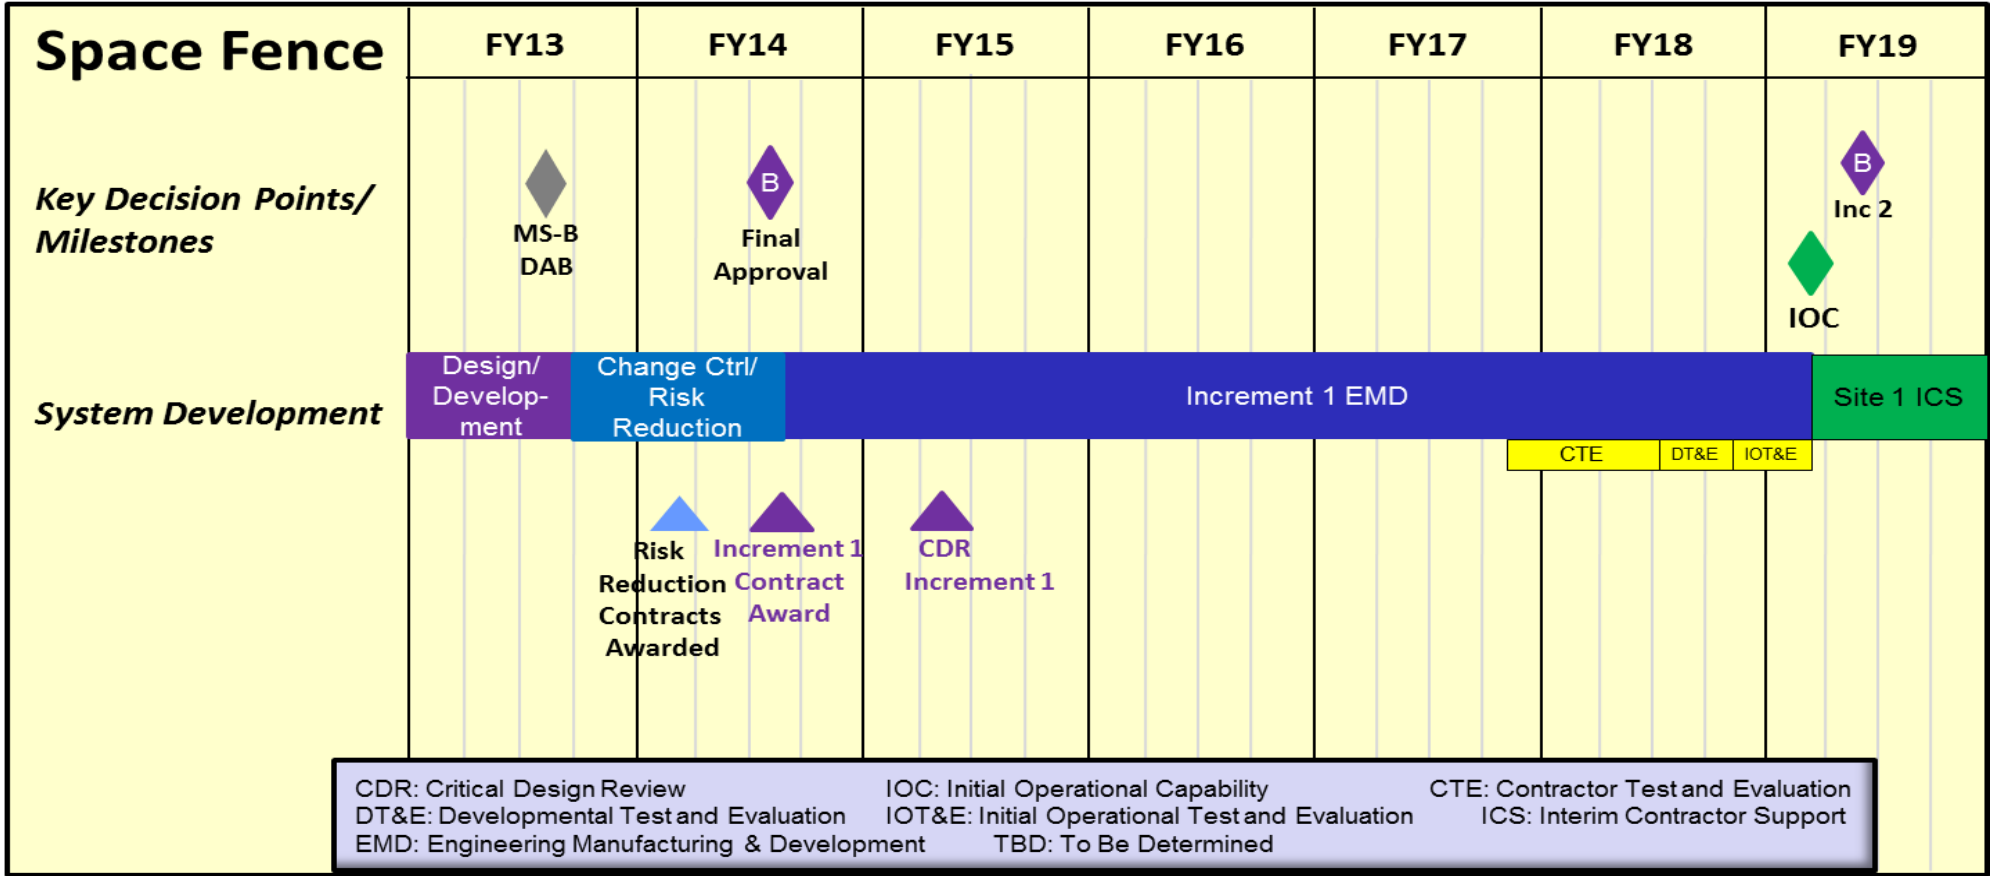 Space Fence
FY13
FY14
FY15
FY16
FY17
FY18
FY19
Key Decision Points/
Milestones
MS-B
DAB
B
Final
Approval
B
Inc 2
IOC
System Development
Design/
Develop-
ment
Change Ctrl/
Risk
Reduction
Increment 1 EMD
Site 1 ICS
CTE
DT&E
IOT&E
Risk
Reduction
Contracts
Awarded
Increment 1
Contract
Award
CDR
Increment 1
CDR: Critical Design Review
IOC: Initial Operational Capability
CTE: Contractor Test and Evaluation
DT&E: Developmental Test and Evaluation
IOT&E: Initial Operational Test and Evaluation
ICS: Interim Contractor Support
EMD: Engineering Manufacturing & Development
TBD: To Be Determined